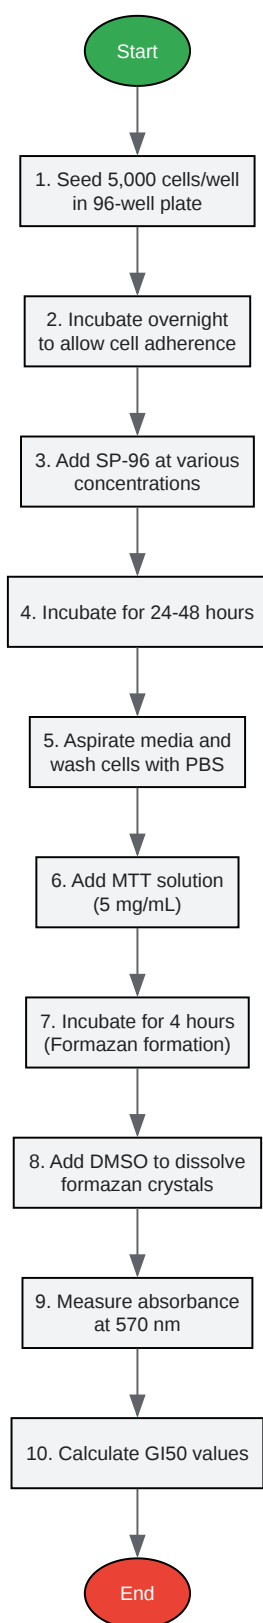 Start
1. Seed 5,000 cells/well
in 96-well plate
2. Incubate overnight
to allow cell adherence
3. Add SP-96 at various
concentrations
4. Incubate for 24-48 hours
5. Aspirate media and
wash cells with PBS
6. Add MTT solution
(5 mg/mL)
7. Incubate for 4 hours
(Formazan formation)
8. Add DMSO to dissolve
formazan crystals
9. Measure absorbance
at 570 nm
10. Calculate GI50 values
End